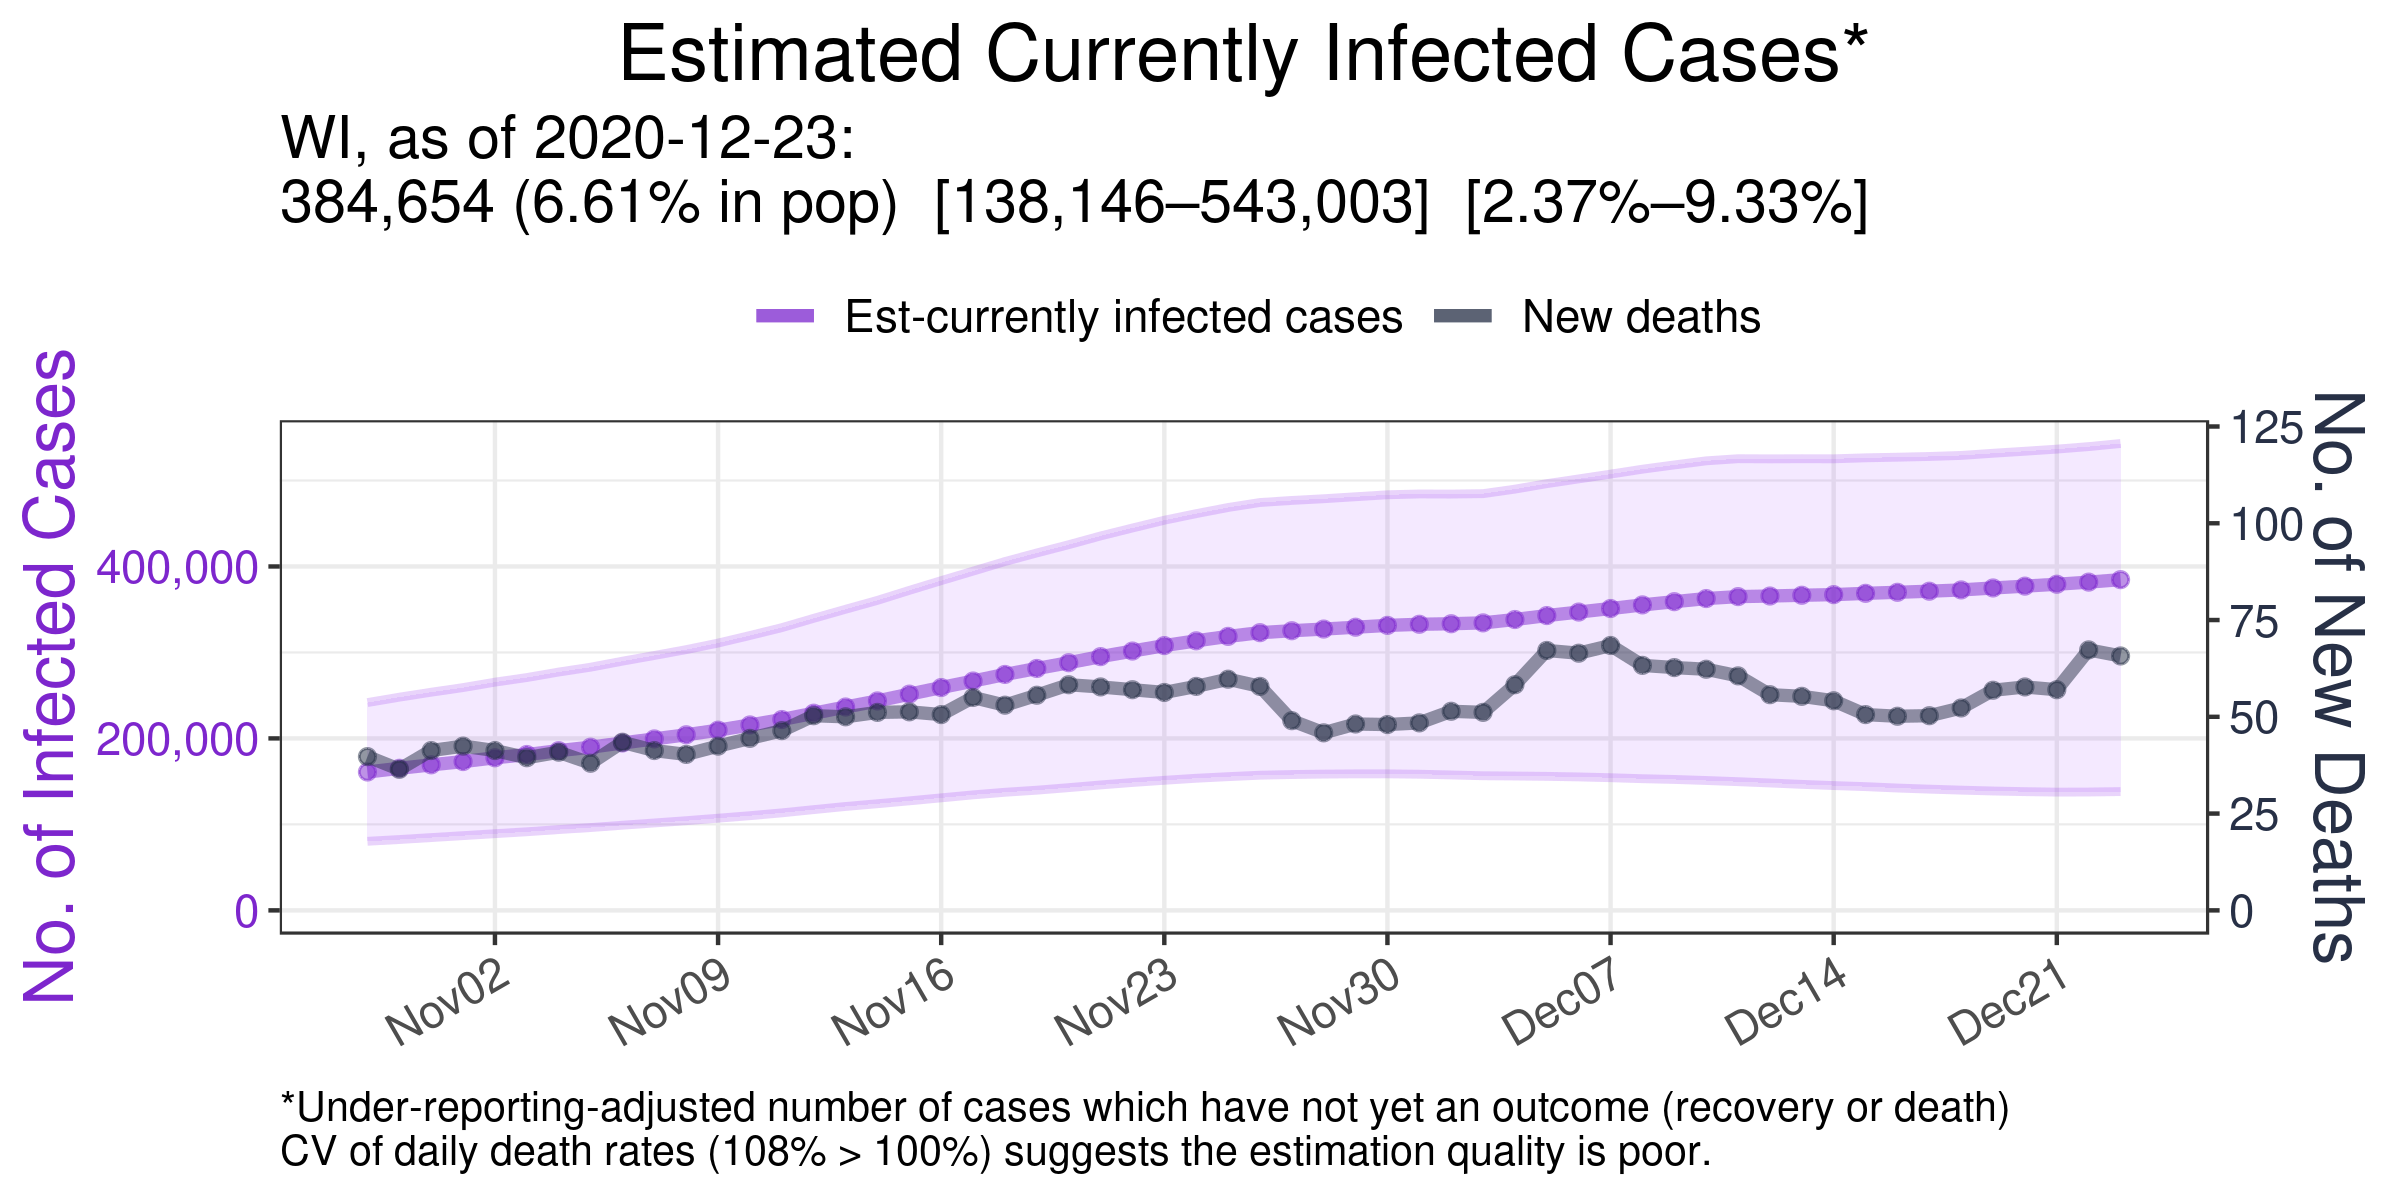 Estimated Currently Infected Cases*
WI, as of 2020-12-23:
384,654 (6.61% in pop)  [138,146–543,003]  [2.37%–9.33%]
Est-currently infected cases
New deaths
No. of Infected Cases
400,000
200,000
0
125
100
75
50
25
0
No. of New Deaths
Nov02
Nov09
Nov16
Nov23
Nov30
Dec07
Dec14
Dec21
*Under-reporting-adjusted number of cases which have not yet an outcome (recovery or death)
CV of daily death rates (108% > 100%) suggests the estimation quality is poor.